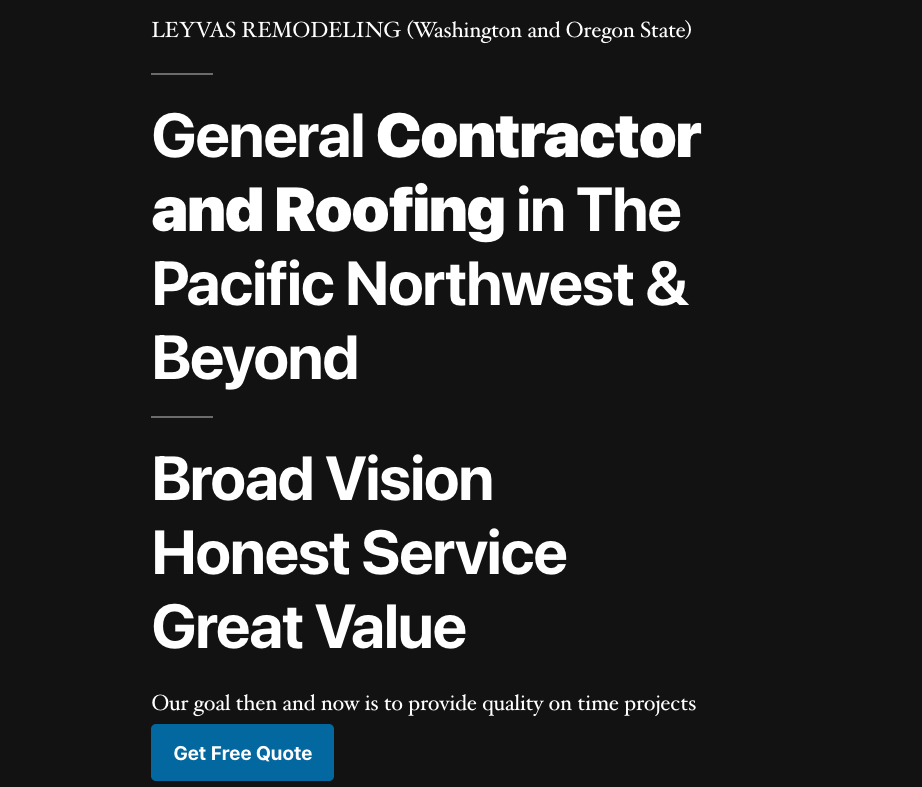 LEYVAS REMODELING (Washington and Oregon State)
General Contractor
and Roofing in The
Pacific Northwest &
Beyond
Broad Vision
Honest Service
Great Value
Our goal then and now is to provide quality on time projects
Get Free Quote